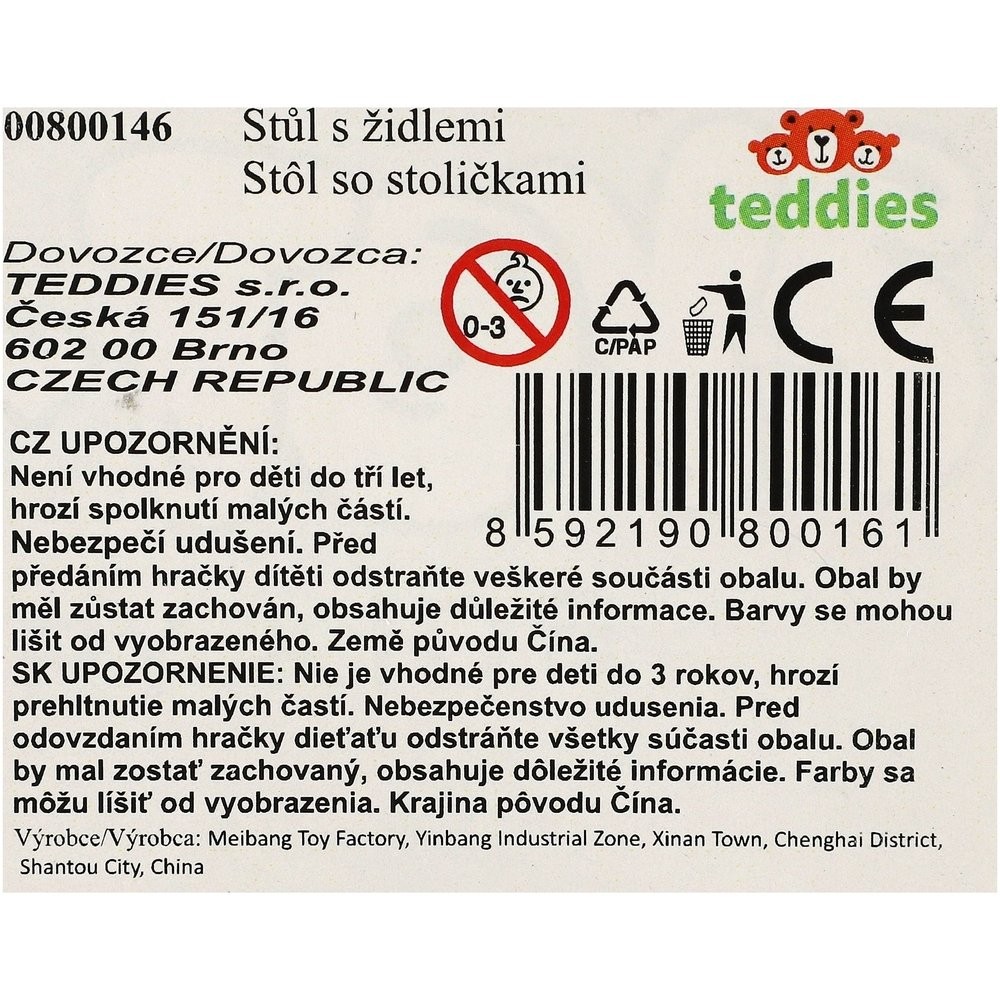 00800146
Stůl s židlemi
Stôl so stoličkami
teddies
Dovozce/Dovozca:
TEDDIES s.r.o.
Česká 151/16
602 00 Brno
CZECH REPUBLIC
0-3
C/PAP
CE
8 592190 800161
CZ UPOZORNĚNÍ:
Není vhodné pro děti do tří let,
hrozí spolknutí malých částí.
Nebezpečí udušení. Před
předáním hračky dítěti odstraňte veškeré součásti obalu. Obal by
měl zůstat zachován, obsahuje důležité informace. Barvy se mohou
lišit od vyobrazeného. Země původu Čína.
SK UPOZORNENIE: Nie je vhodné pre deti do 3 rokov, hrozí
prehltnutie malých častí. Nebezpečenstvo udusenia. Pred
odovzdaním hračky dieťaťu odstráňte všetky súčasti obalu. Obal
by mal zostať zachovaný, obsahuje dôležité informácie. Farby sa
môžu líšiť od vyobrazenia. Krajina pôvodu Čína.
Výrobce/Výrobca: Meibang Toy Factory, Yinbang Industrial Zone, Xinan Town, Chenghai District,
Shantou City, China